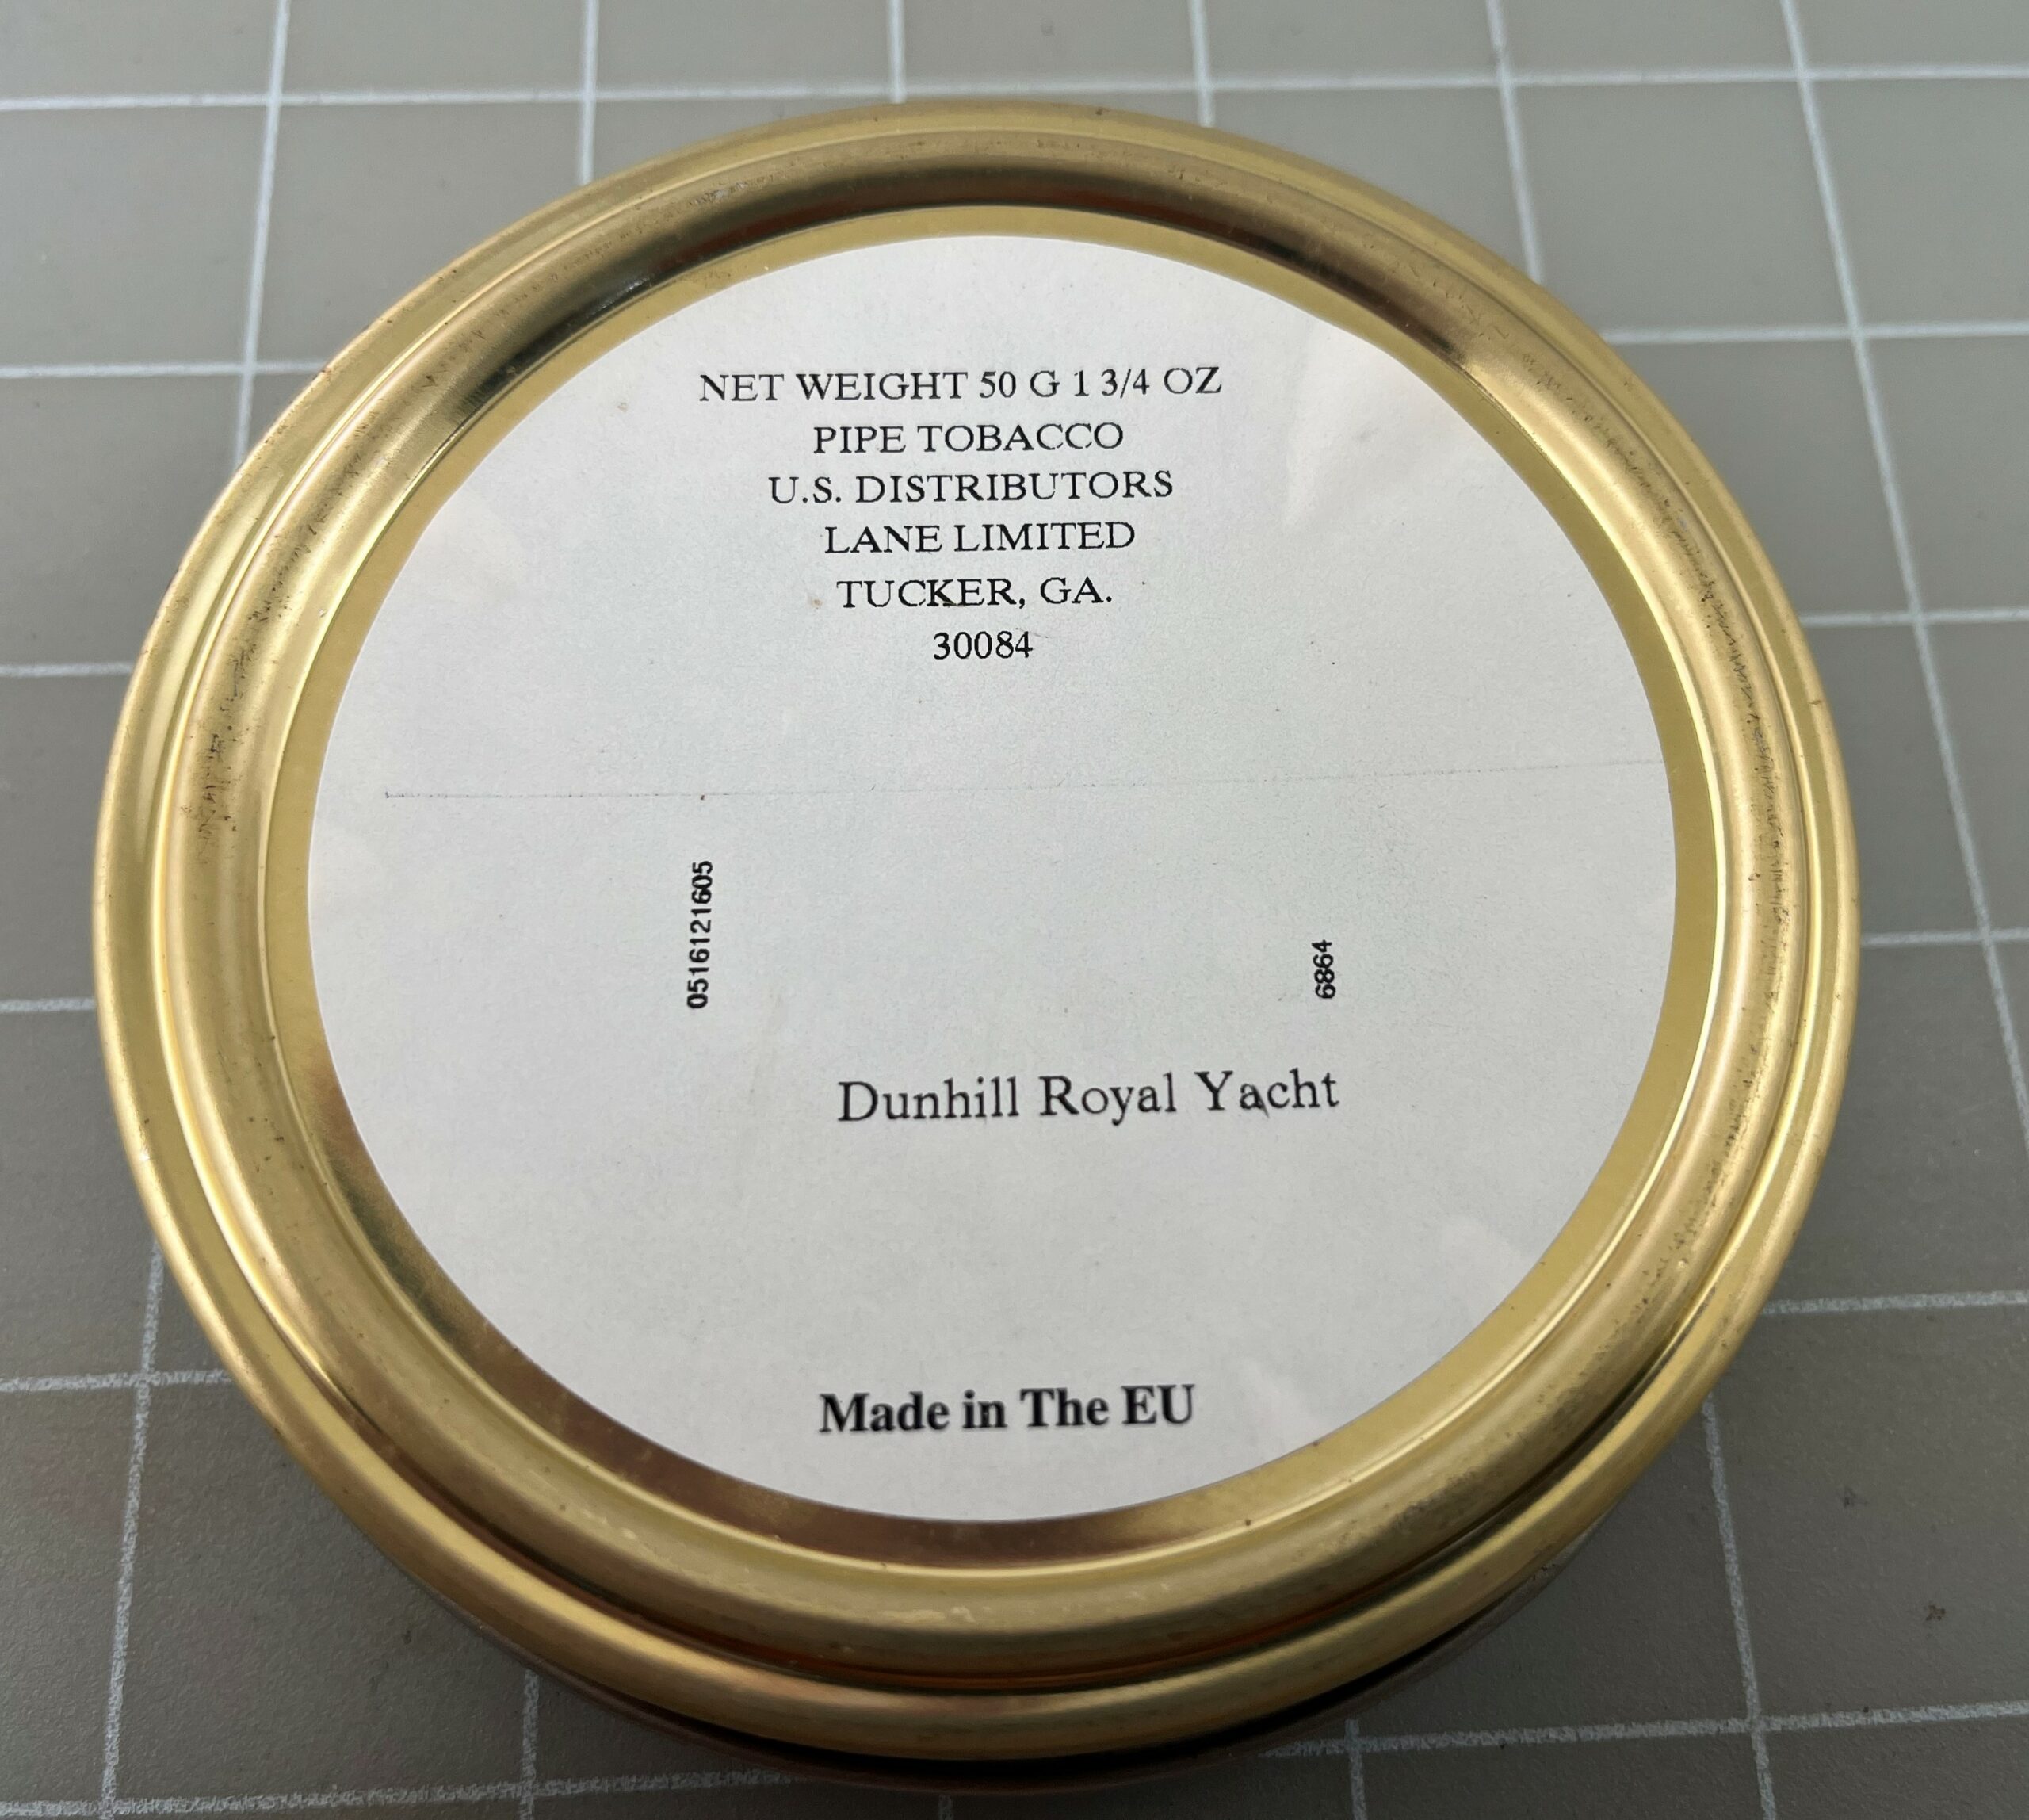 NET WEIGHT 50 G 1 3/4 OZ
PIPE TOBACCO
U.S. DISTRIBUTORS
LANE LIMITED
TUCKER, GA.
30084
0516121605
6864
Dunhill Royal Yacht
Made in The EU